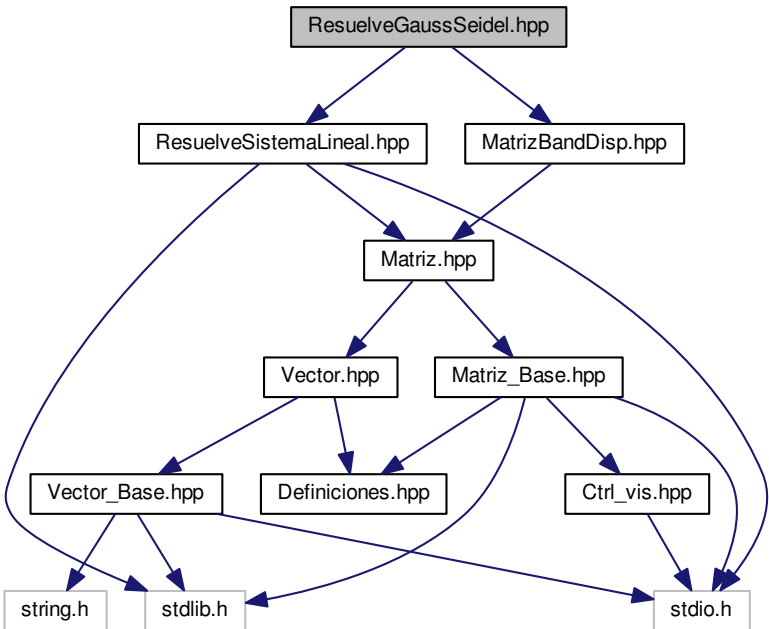 ResuelveGaussSeidel.hpp
ResuelveSistemaLineal.hpp
MatrizBandDisp.hpp
Matriz.hpp
Vector.hpp
Matriz_Base.hpp
Vector_Base.hpp
Definiciones.hpp
Ctrl_vis.hpp
string.h
stdlib.h
stdio.h